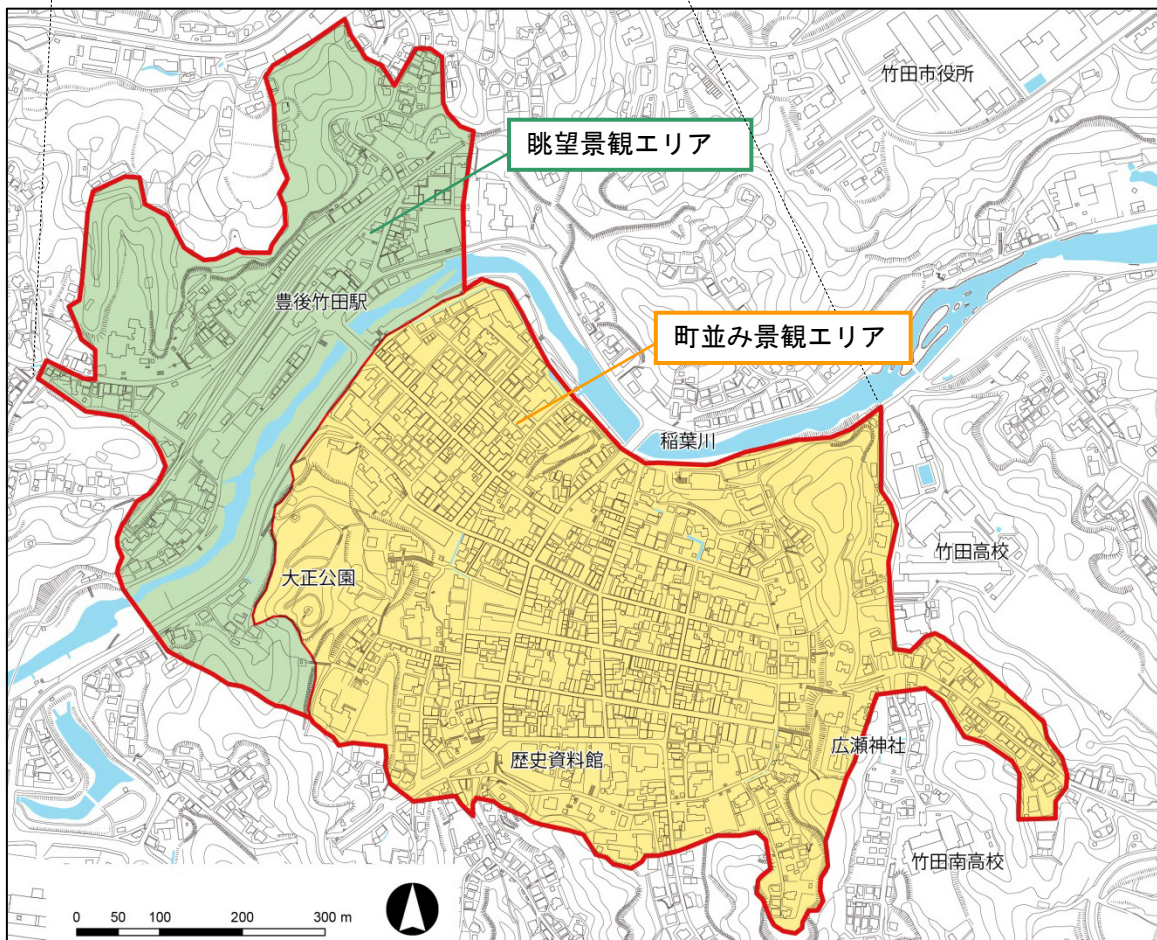 竹田市役所
眺望景観エリア
豊後竹田駅
町並み景観エリア
稲葉川
竹田高校
大正公園
広瀬神社
歴史資料館
竹田南高校
0 50 100 200 300 m